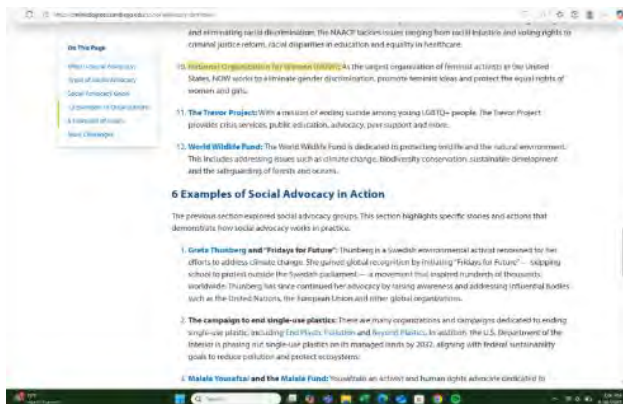 and eliminating racial discrimination, the NAACP tackles issues ranging from racial injustice and voting rights to
criminal justice reform, racial disparities in education and equality in healthcare.
On This Page
10. National Organization for Women (NOW): As the largest organization of feminist activists in the United
States, NOW works to eliminate gender discrimination, promote feminist ideas and protect the equal rights of
women and girls.
11. The Trevor Project: With a mission of ending suicide among young LGBTQ+ people, The Trevor Project
provides crisis services, public education, advocacy, peer support and more.
12. World Wildlife Fund: The World Wildlife Fund is dedicated to protecting wildlife and the natural environment.
This includes addressing issues such as climate change, biodiversity conservation, sustainable development
and the safeguarding of forests and oceans.
6 Examples of Social Advocacy in Action
The previous section explored social advocacy groups. This section highlights specific stories and actions that
demonstrate how social advocacy works in practice.
1. Greta Thunberg and "Fridays for Future": Thunberg is a Swedish environmental activist renowned for her
efforts to address climate change. She gained global recognition by initiating "Fridays for Future" — skipping
school to protest outside the Swedish parliament — a movement that inspired hundreds of thousands
worldwide. Thunberg has since continued her advocacy by raising awareness and addressing influential bodies
such as the United Nations, the European Union and other global organizations.
2. The campaign to end single-use plastics: There are many organizations and campaigns dedicated to ending
single-use plastic, including End Plastic Pollution and Beyond Plastics. In addition, the U.S. Department of the
Interior is phasing out single-use plastics on its managed lands by 2032, aligning with federal sustainability
goals to reduce pollution and protect ecosystems.
3. Malala Yousafzai and the Malala Fund: Yousafzai is an activist and human rights advocate dedicated to